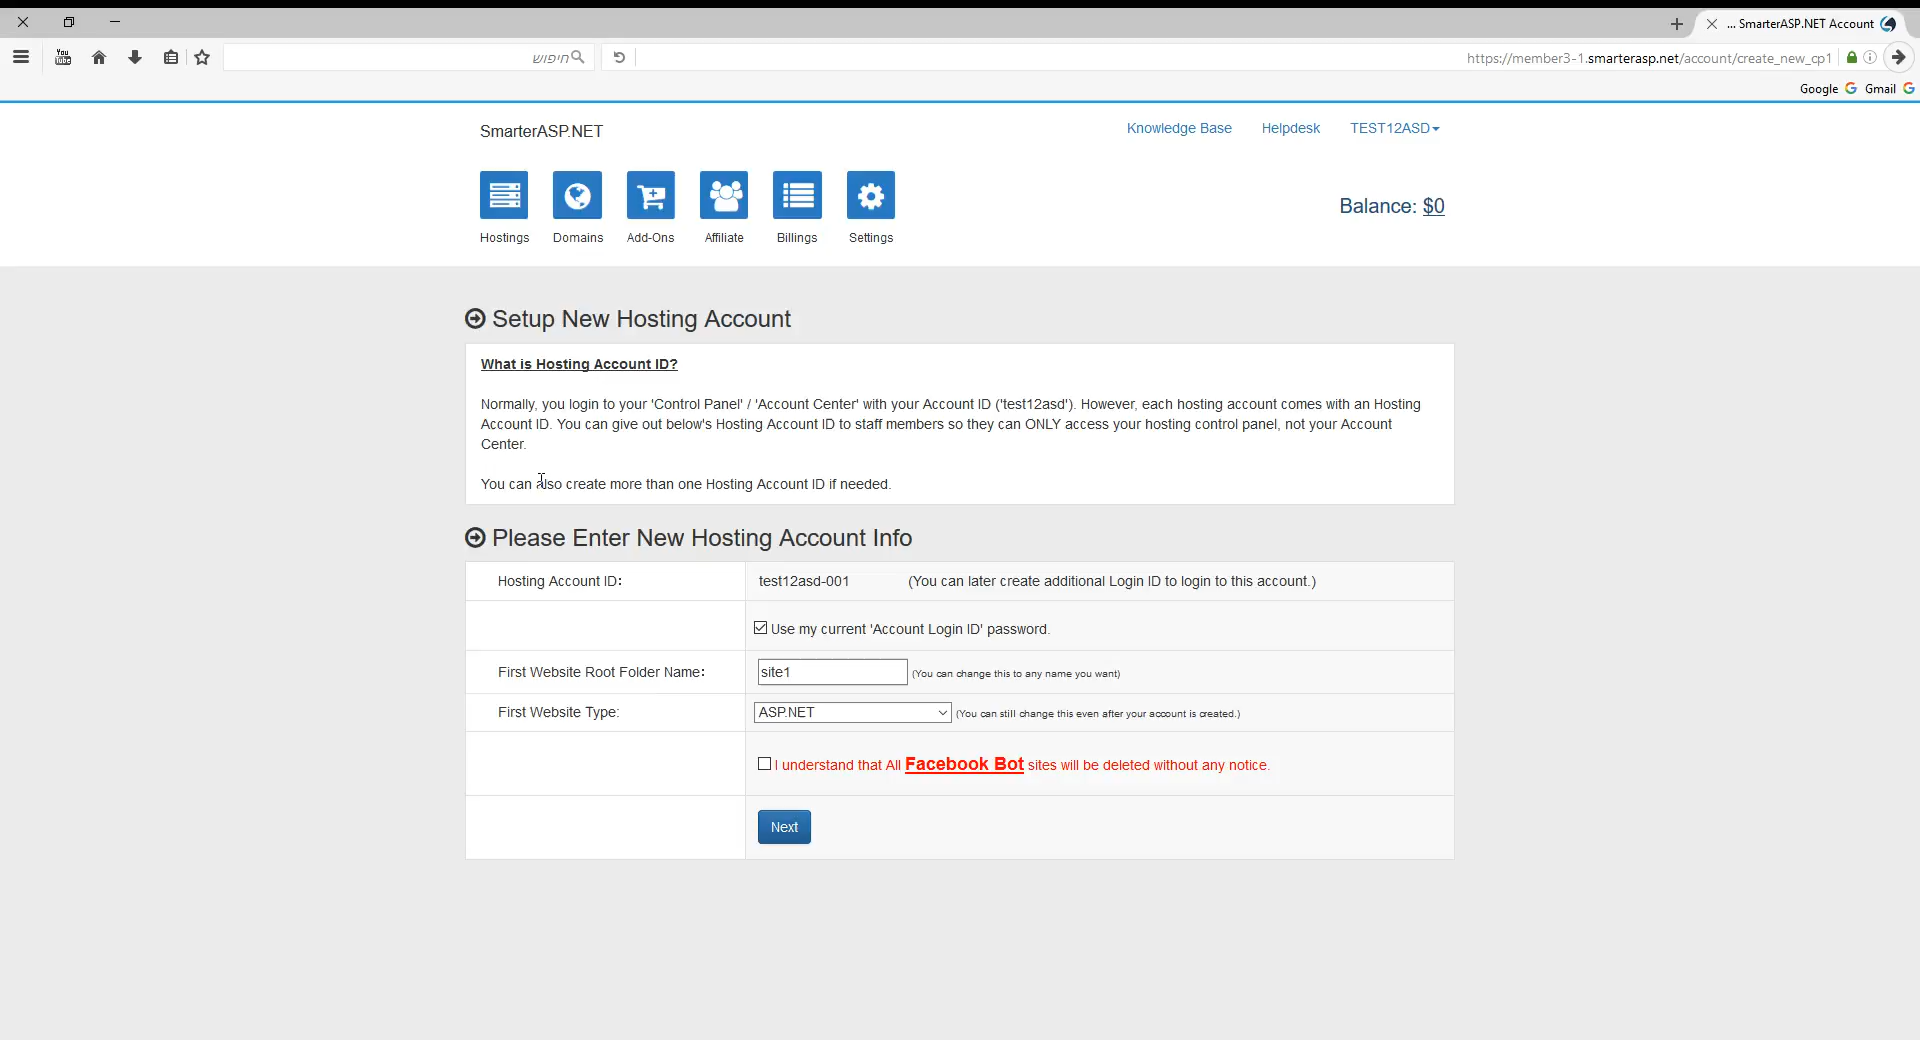 ... SmarterASP.NET Account
חיפוש
https://member3-1.smarterasp.net/account/create_new_cp1
Google Gmail
SmarterASP.NET
Knowledge Base Helpdesk TEST12ASD
Hostings Domains Add-Ons Affiliate Billings Settings
Balance: $0
Setup New Hosting Account
What is Hosting Account ID?
Normally, you login to your 'Control Panel' / 'Account Center' with your Account ID ('test12asd'). However, each hosting account comes with an Hosting
Account ID. You can give out below's Hosting Account ID to staff members so they can ONLY access your hosting control panel, not your Account
Center.
You can also create more than one Hosting Account ID if needed.
Please Enter New Hosting Account Info
Hosting Account ID: test12asd-001 (You can later create additional Login ID to login to this account.)
Use my current 'Account Login ID' password.
First Website Root Folder Name: site1 (You can change this to any name you want)
First Website Type: ASP.NET (You can still change this even after your account is created.)
I understand that All Facebook Bot sites will be deleted without any notice.
Next